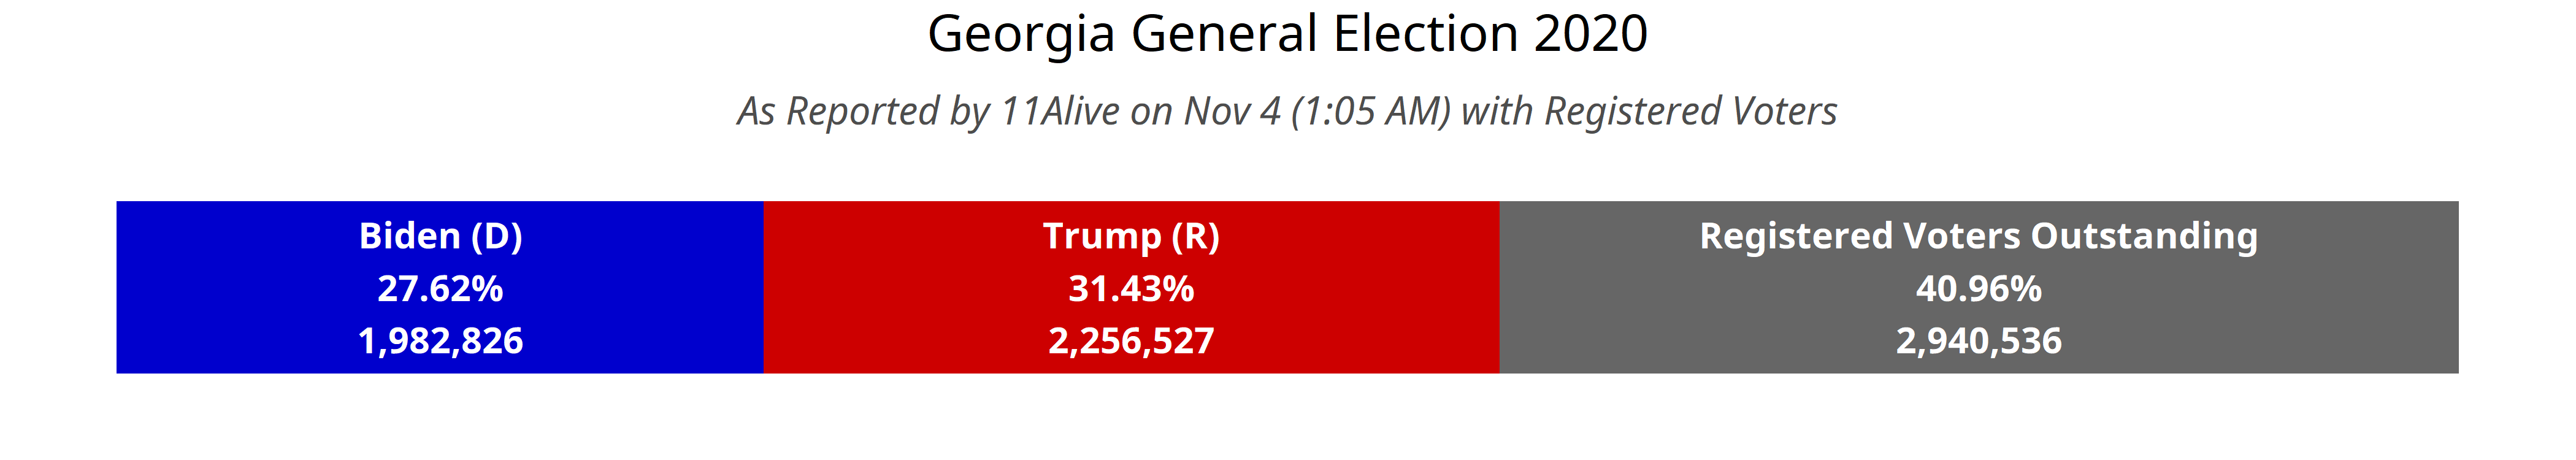 Georgia General Election 2020
As Reported by 11Alive on Nov 4 (1:05 AM) with Registered Voters
Biden (D)
27.62%
1,982,826
Trump (R)
31.43%
2,256,527
Registered Voters Outstanding
40.96%
2,940,536